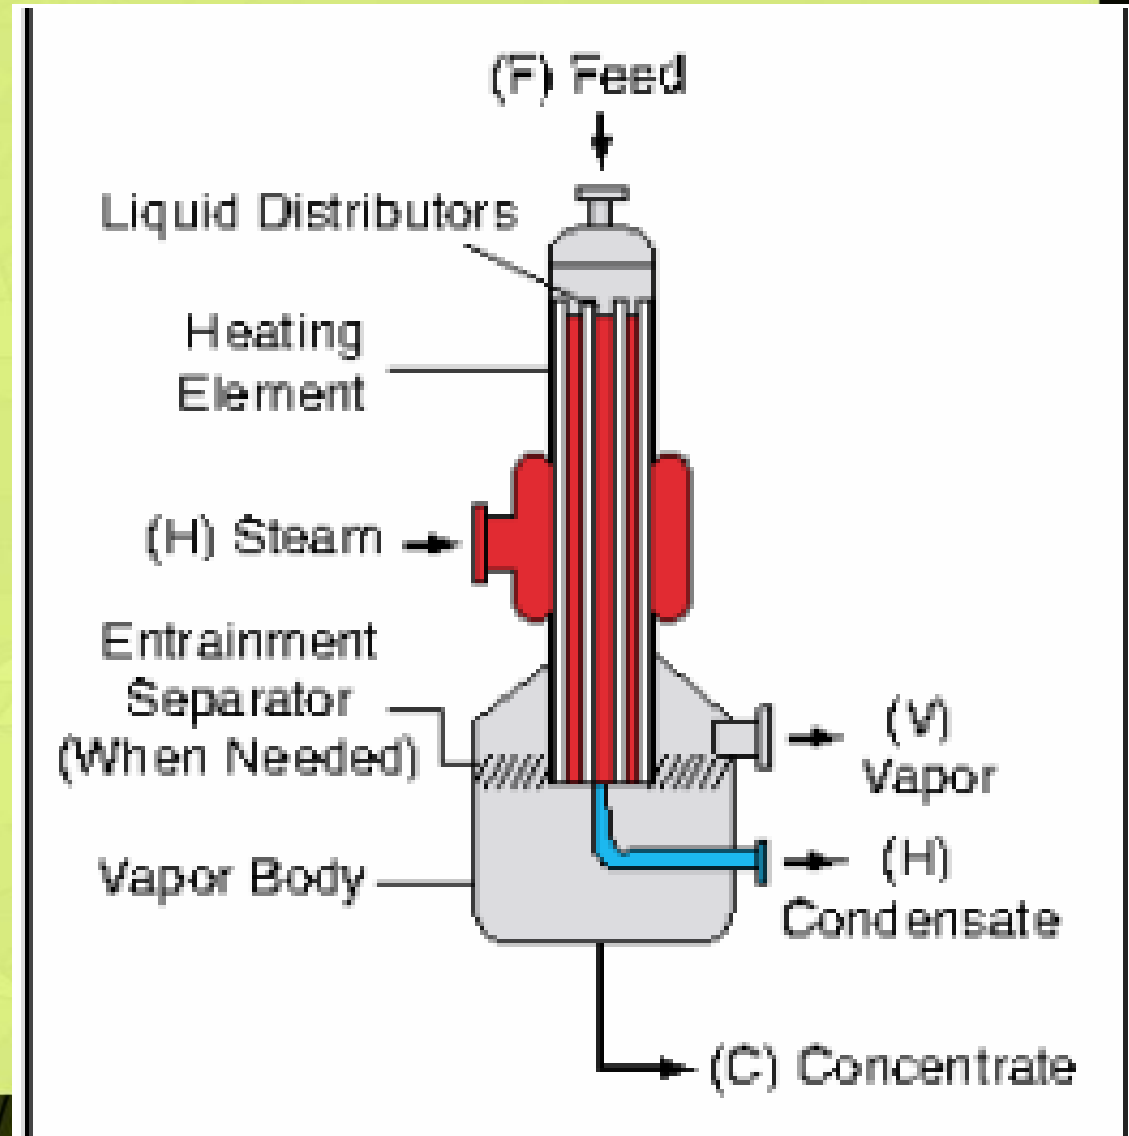 (F) Feed
Liquid Distributors
Heating
Element
(H) Steam
Entrainment
Separator
(When Needed)
(V)
Vapor
Vapor Body
(H)
Condensate
(C) Concentrate